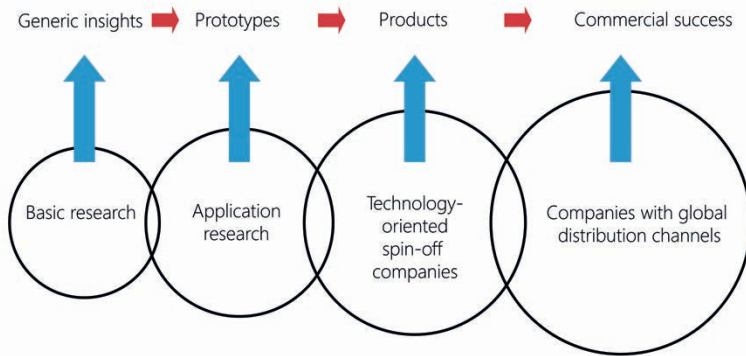 Generic insights
Prototypes
Products
Commercial success
Basic research
Application
research
Technology-
oriented
spin-off
companies
Companies with global
distribution channels